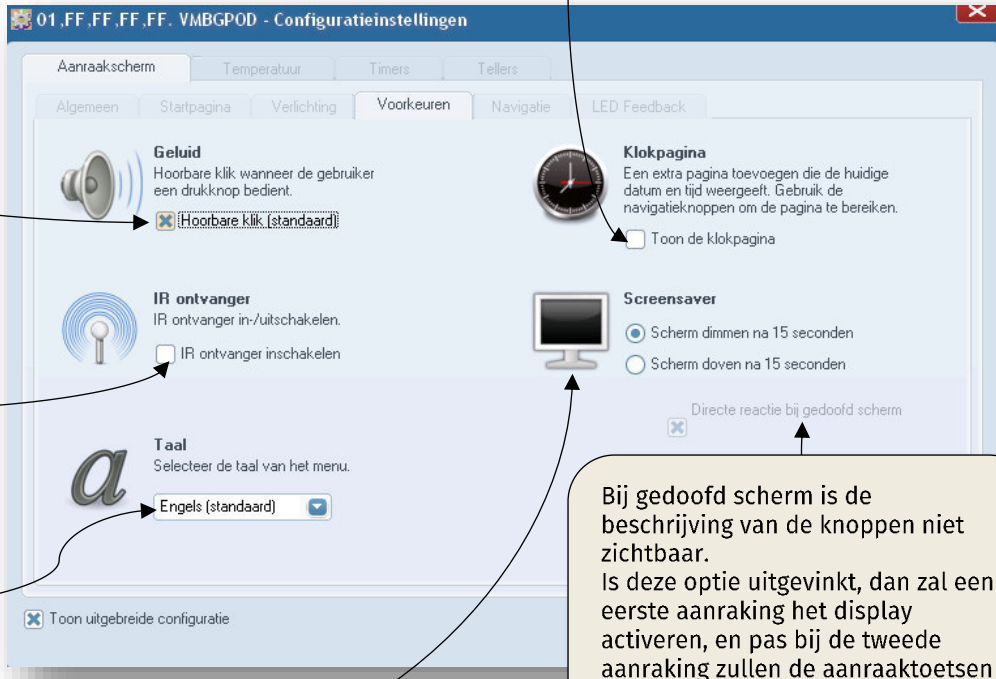 01,FF,FF,FF,FF. VMBGPOD - Configuratieinstellingen
Aanraakscherm Temperatuur Timers Tellers
Algemeen Startpagina Verlichting Voorkeuren Navigatie LED Feedback
Geluid
Hoorbare klik wanneer de gebruiker
een drukknop bedient.
Hoorbare klik (standaard)
Klokpagina
Een extra pagina toevoegen die de huidige
datum en tijd weergeeft. Gebruik de
navigatieknoppen om de pagina te bereiken.
Toon de klokpagina
IR ontvanger
IR ontvanger in-/uitschakelen.
IR ontvanger inschakelen
Screensaver
Scherm dimmen na 15 seconden
Scherm doven na 15 seconden
Directe reactie bij gedoofd scherm
Taal
Selecteer de taal van het menu.
Engels (standaard)
Toon uitgebreide configuratie
Bij gedoofd scherm is de
beschrijving van de knoppen niet
zichtbaar.
Is deze optie uitgevinkt, dan zal een
eerste aanraking het display
activeren, en pas bij de tweede
aanraking zullen de aanraaktoetsen